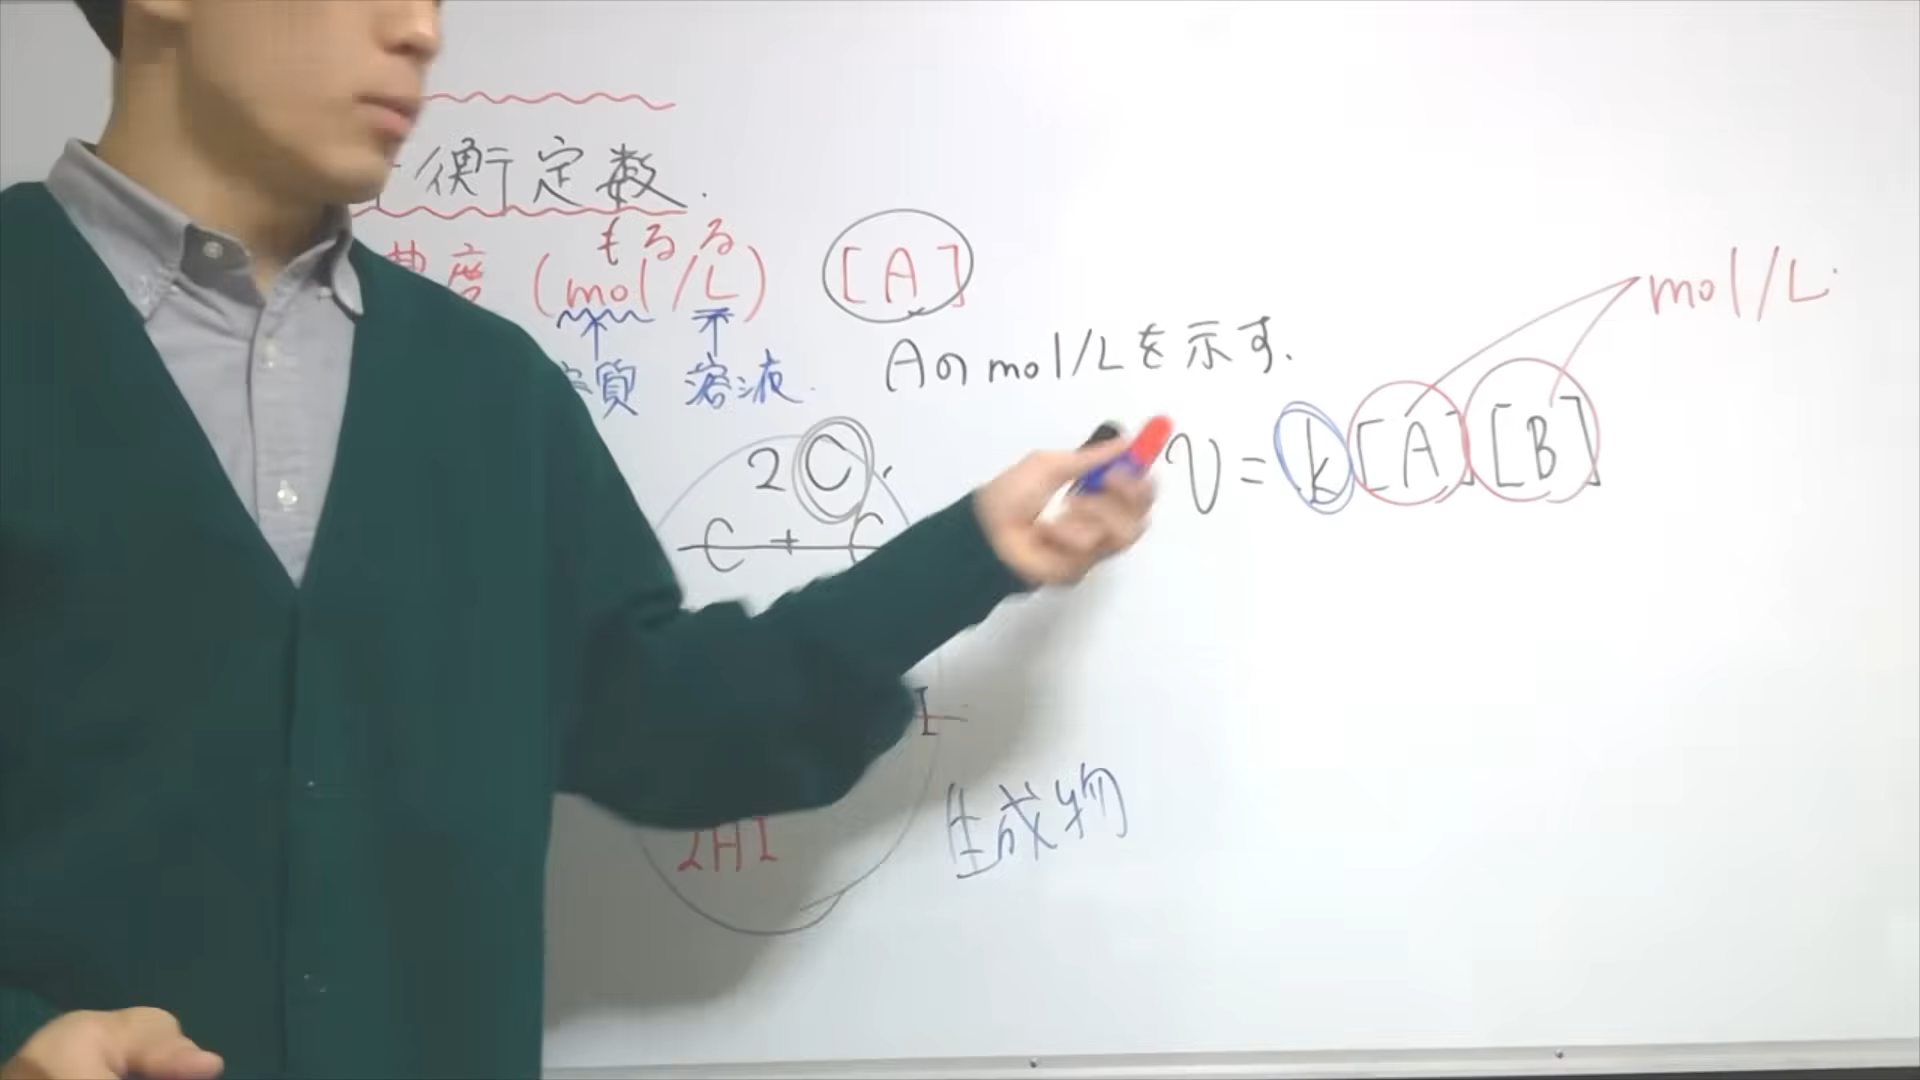 衡定数.
もるる
度 (mol/L) [A]
mol/L
質 溶液.
Aのmol/Lを示す.
2C
v = k[A][B]
C + C
I
2HI
生成物